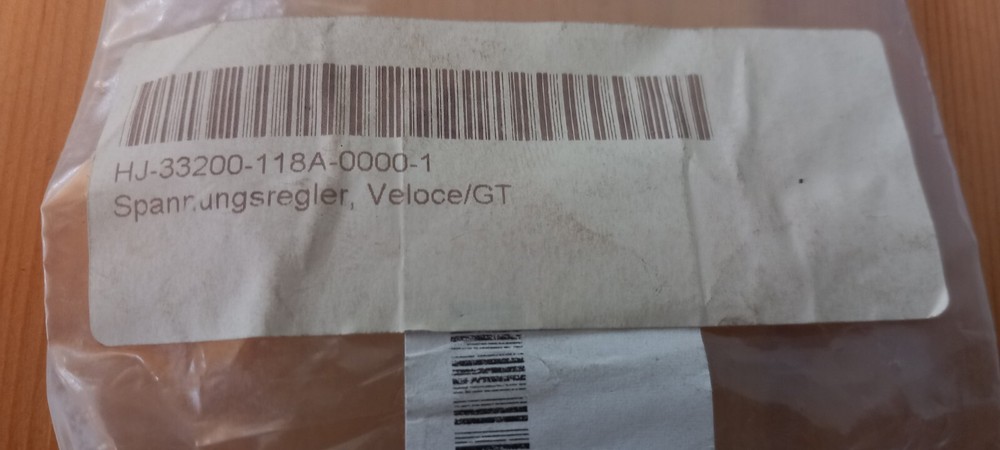 HJ-33200-118A-0000-1
Spannungsregler, Veloce/GT